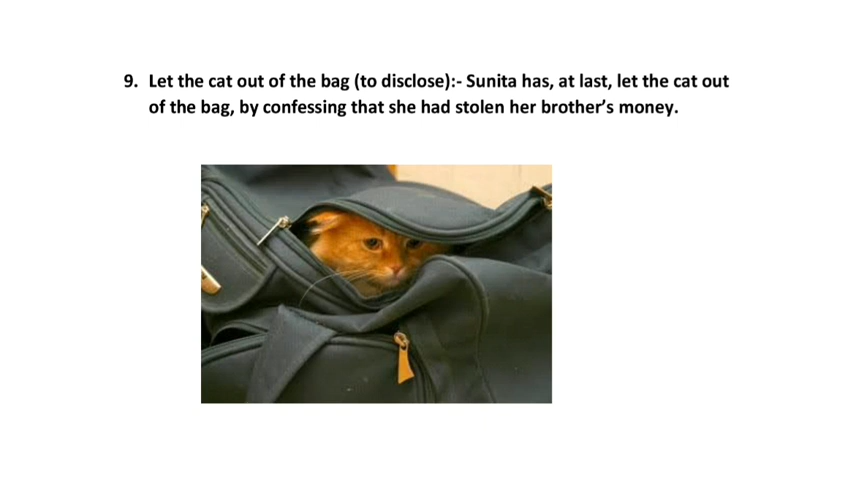 9. Let the cat out of the bag (to disclose):- Sunita has, at last, let the cat out
of the bag, by confessing that she had stolen her brother’s money.